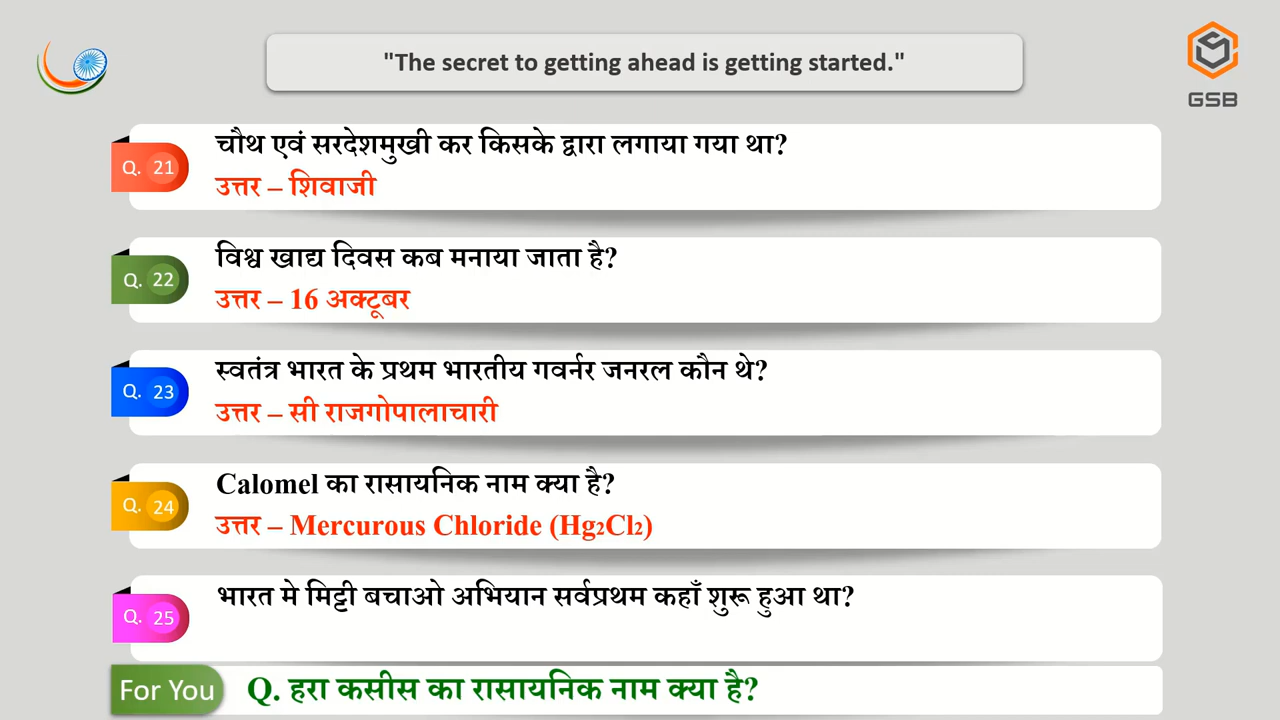 "The secret to getting ahead is getting started."
GSB
Q. 21
चौथ एवं सरदेशमुखी कर किसके द्वारा लगाया गया था?
उत्तर – शिवाजी
Q. 22
विश्व खाद्य दिवस कब मनाया जाता है?
उत्तर – 16 अक्टूबर
Q. 23
स्वतंत्र भारत के प्रथम भारतीय गवर्नर जनरल कौन थे?
उत्तर – सी राजगोपालाचारी
Q. 24
Calomel का रासायनिक नाम क्या है?
उत्तर – Mercurous Chloride (Hg₂Cl₂)
Q. 25
भारत मे मिट्टी बचाओ अभियान सर्वप्रथम कहाँ शुरू हुआ था?
For You
Q. हरा कसीस का रासायनिक नाम क्या है?